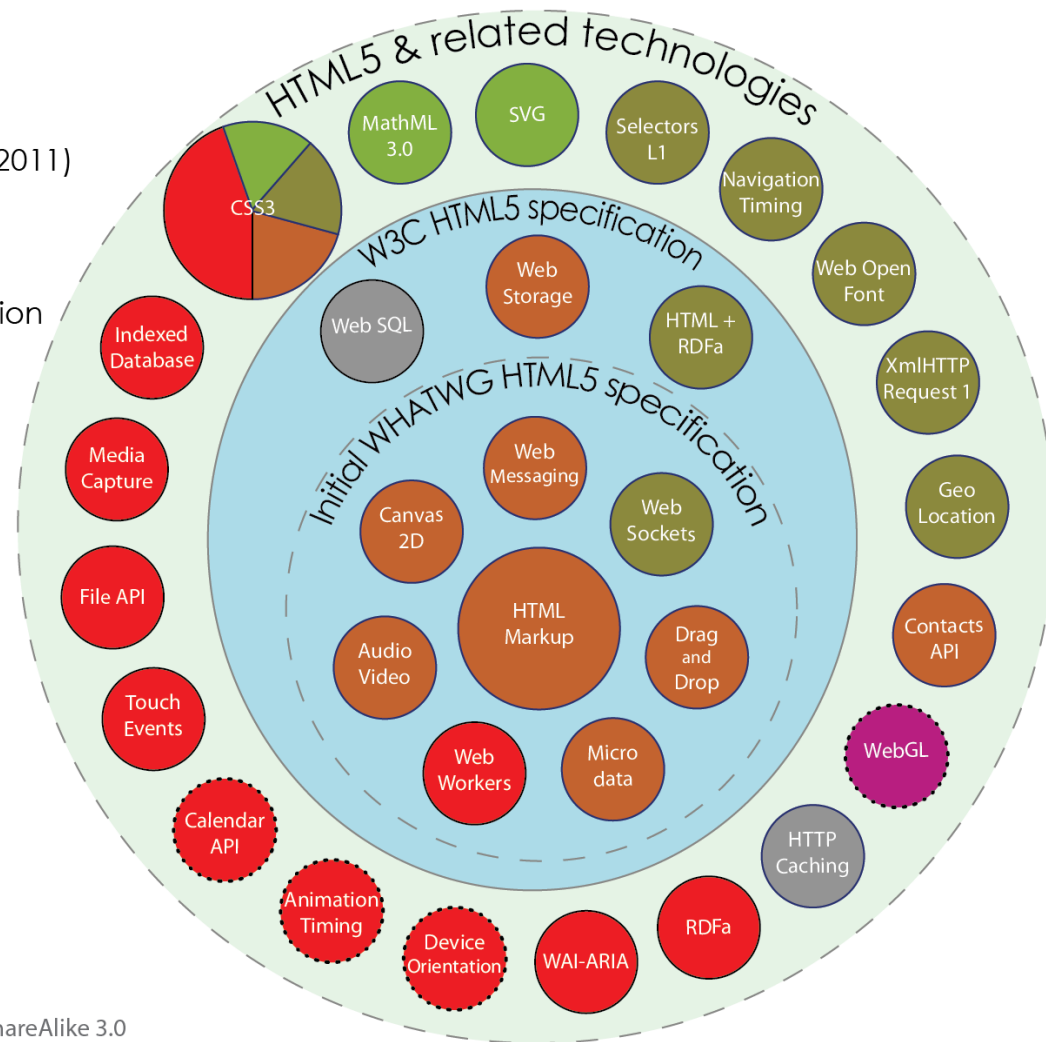 HTML5 & related technologies
2011)
MathML
3.0
SVG
Selectors
L1
CSS3
Navigation
Timing
W3C HTML5 specification
Web
Storage
Web Open
Font
Web SQL
HTML +
RDFa
Indexed
Database
XmlHTTP
Request 1
Initial WHATWG HTML5 specification
Media
Capture
Web
Messaging
Canvas
2D
Web
Sockets
Geo
Location
File API
HTML
Markup
Contacts
API
Audio
Video
Drag
and
Drop
Touch
Events
Web
Workers
Micro
data
WebGL
Calendar
API
HTTP
Caching
Animation
Timing
Device
Orientation
WAI-ARIA
RDFa
areAlike 3.0